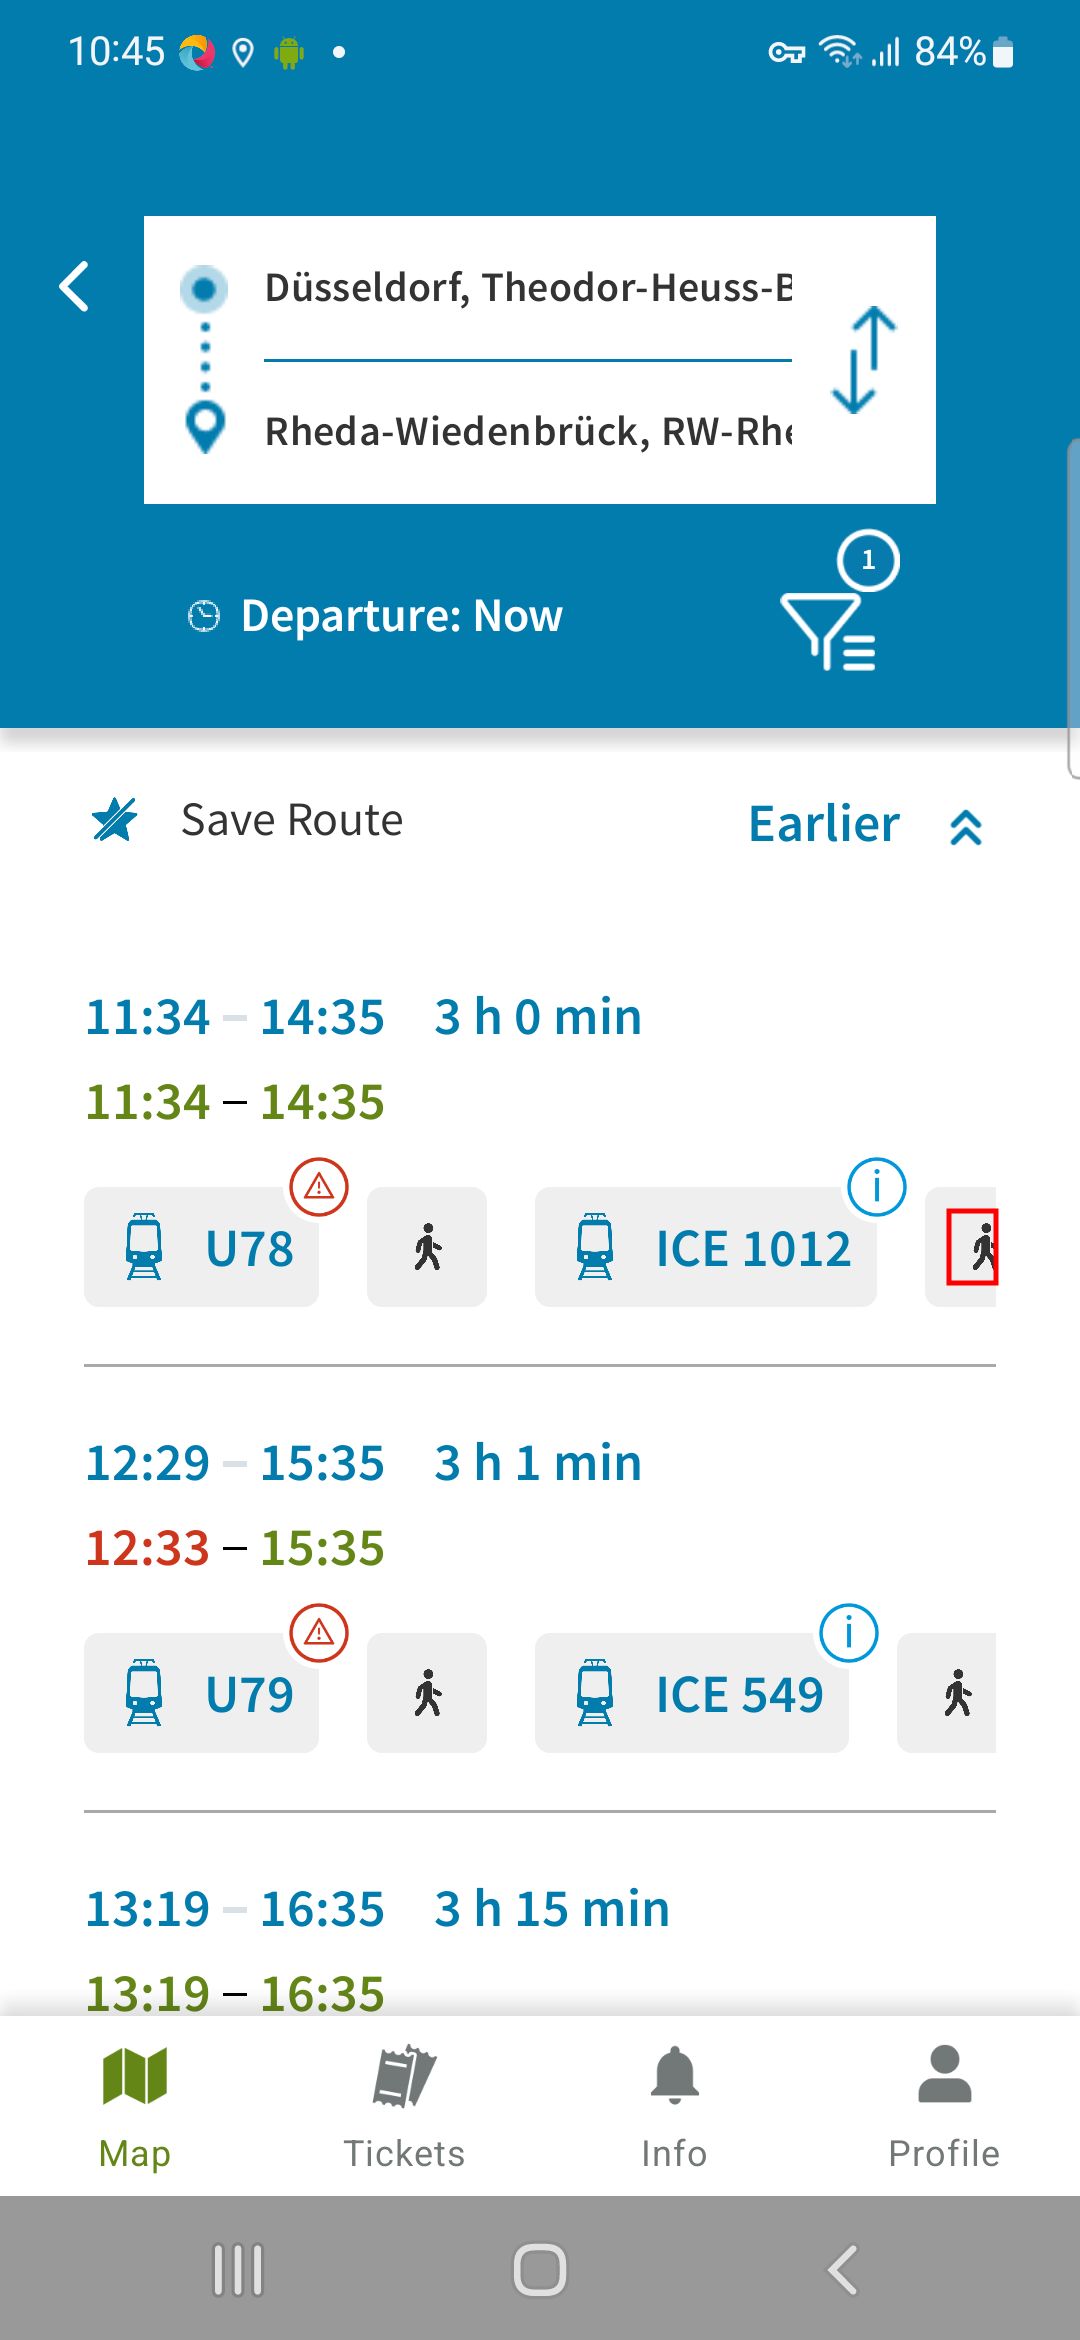 10:45
84%
Düsseldorf, Theodor-Heuss-B
Rheda-Wiedenbrück, RW-Rhe
1
Departure: Now
Save Route
Earlier
11:34 – 14:35 3 h 0 min
11:34 – 14:35
U78
ICE 1012
12:29 – 15:35 3 h 1 min
12:33 – 15:35
U79
ICE 549
13:19 – 16:35 3 h 15 min
13:19 – 16:35
Map
Tickets
Info
Profile